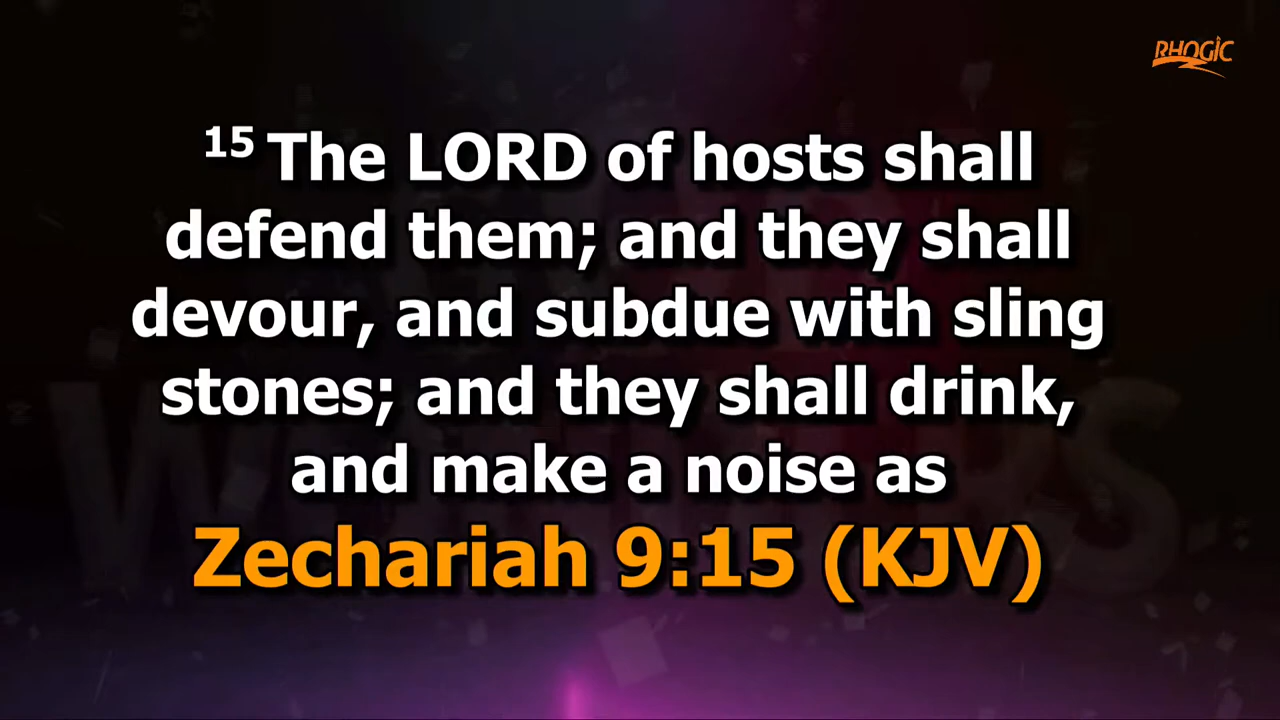 RHOGIC
15 The LORD of hosts shall
defend them; and they shall
devour, and subdue with sling
stones; and they shall drink,
and make a noise as
Zechariah 9:15 (KJV)